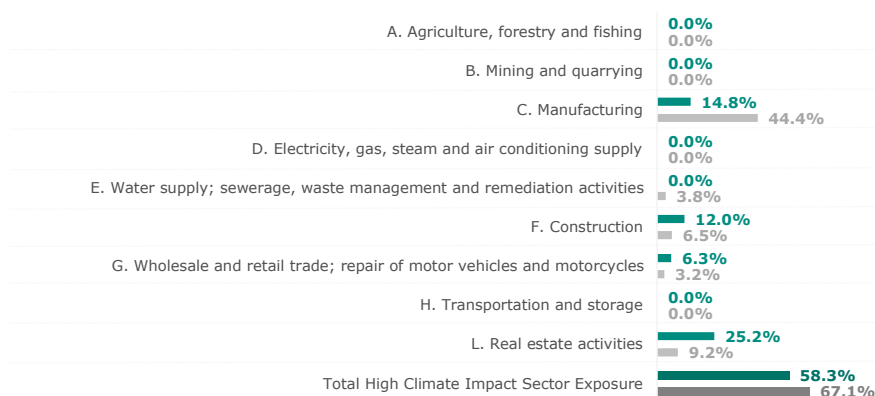 A. Agriculture, forestry and fishing
0.0%
0.0%
B. Mining and quarrying
0.0%
0.0%
C. Manufacturing
14.8%
44.4%
D. Electricity, gas, steam and air conditioning supply
0.0%
0.0%
E. Water supply; sewerage, waste management and remediation activities
0.0%
3.8%
F. Construction
12.0%
6.5%
G. Wholesale and retail trade; repair of motor vehicles and motorcycles
6.3%
3.2%
H. Transportation and storage
0.0%
0.0%
L. Real estate activities
25.2%
9.2%
Total High Climate Impact Sector Exposure
58.3%
67.1%